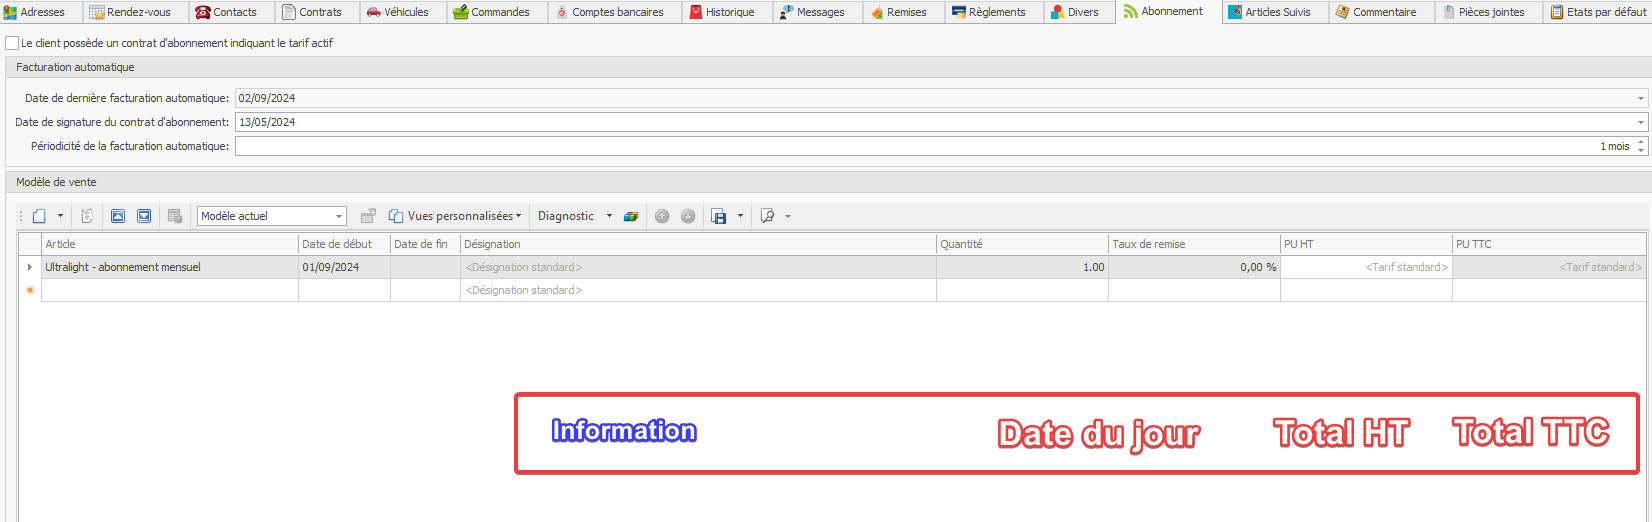 Adresses Rendez-vous Contacts Contrats Véhicules Commandes Comptes bancaires Historique Messages Remises Règlements Divers Abonnement Articles Suivis Commentaire Pièces jointes Etats par défaut
Le client possède un contrat d'abonnement indiquant le tarif actif
Facturation automatique
Date de dernière facturation automatique: 02/09/2024
Date de signature du contrat d'abonnement: 13/05/2024
Périodicité de la facturation automatique: 1 mois
Modèle de vente
Modèle actuel Vues personnalisées Diagnostic
Article Date de début Date de fin Désignation Quantité Taux de remise PU HT PU TTC
Ultralight - abonnement mensuel 01/09/2024 <Désignation standard> 1.00 0,00 % <Tarif standard> <Tarif standard>
<Désignation standard>
Information Date du jour Total HT Total TTC